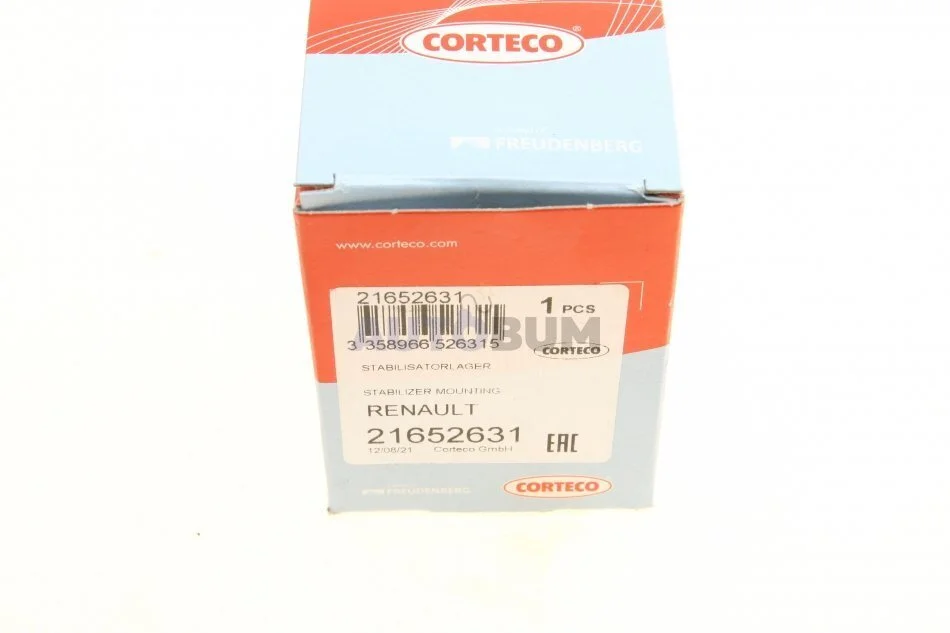 CORTECO®
FREUDENBERG
www.corteco.com
21652631
1 PCS
AUTOBUM
3 358966 526315
CORTECO
STABILISATORLAGER
STABILIZER MOUNTING
RENAULT
21652631
EAC
12/08/21 Corteco GmbH
FREUDENBERG
CORTECO